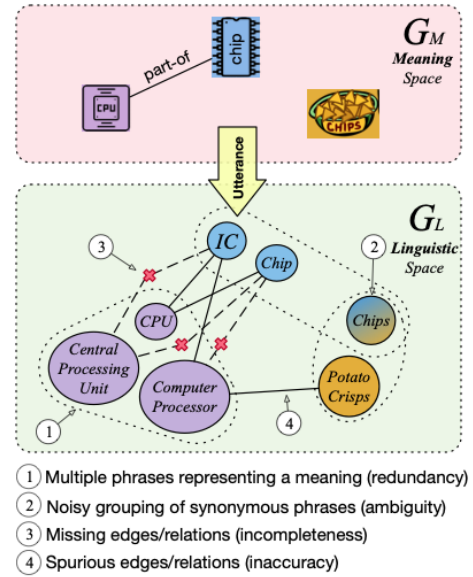 G_M
Meaning
Space
chip
part-of
CPU
CHIPS
Utterance
G_L
Linguistic
Space
3
IC
2
Chip
CPU
Chips
Central
Processing
Unit
Computer
Processor
Potato
Crisps
1
4
1 Multiple phrases representing a meaning (redundancy)
2 Noisy grouping of synonymous phrases (ambiguity)
3 Missing edges/relations (incompleteness)
4 Spurious edges/relations (inaccuracy)